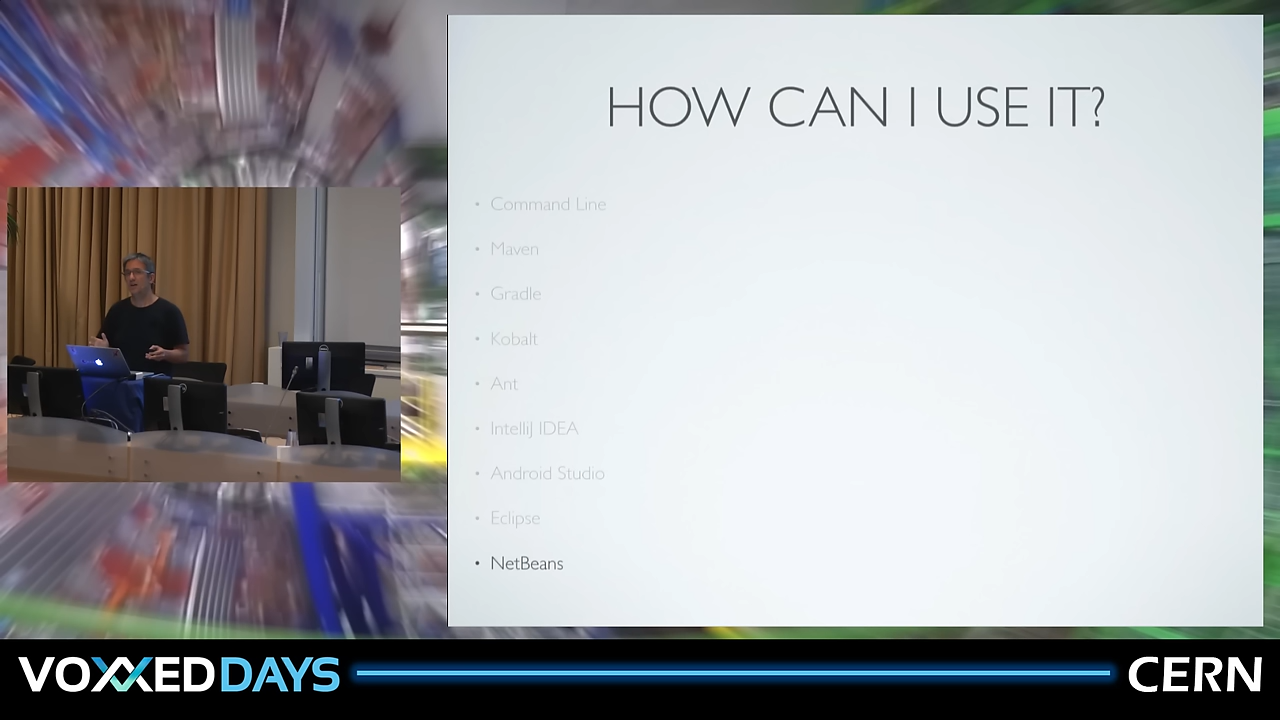 HOW CAN I USE IT?
• Command Line
• Maven
• Gradle
• Kobalt
• Ant
• IntelliJ IDEA
• Android Studio
• Eclipse
• NetBeans
VOXXEDDAYS
CERN